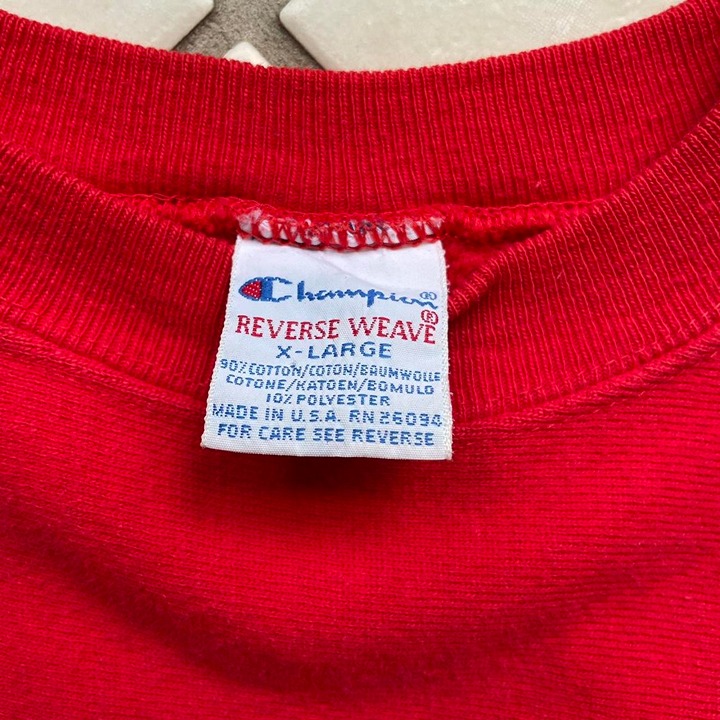 Champion®
REVERSE WEAVE®
X-LARGE
90% COTTON/COTON/BAUMWOLLE
COTONE/KATOEN/BOMULD
10% POLYESTER
MADE IN U.S.A. RN 26094
FOR CARE SEE REVERSE